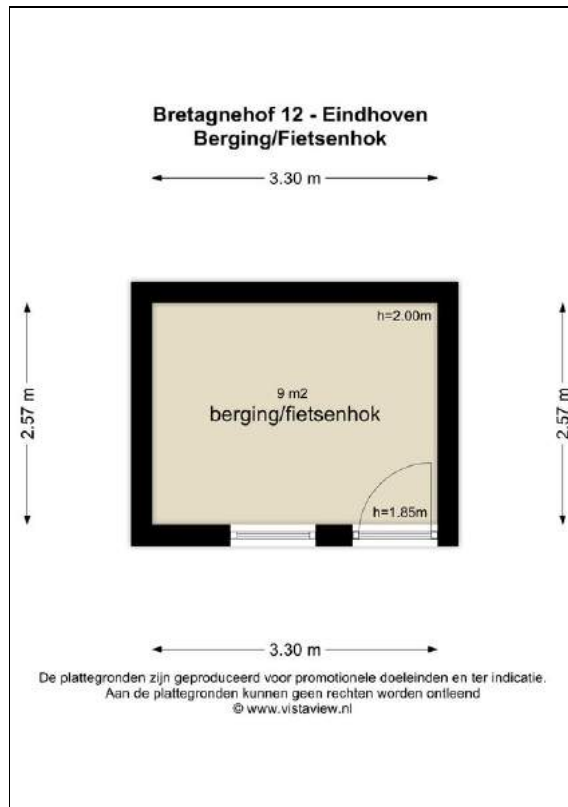 Bretagnehof 12 - Eindhoven
Berging/Fietsenhok
3.30 m
h=2.00m
2.57 m
9 m2
berging/fietsenhok
2.57 m
h=1.85m
3.30 m
De plattegronden zijn geproduceerd voor promotionele doeleinden en ter indicatie.
Aan de plattegronden kunnen geen rechten worden ontleend
© www.vistaview.nl